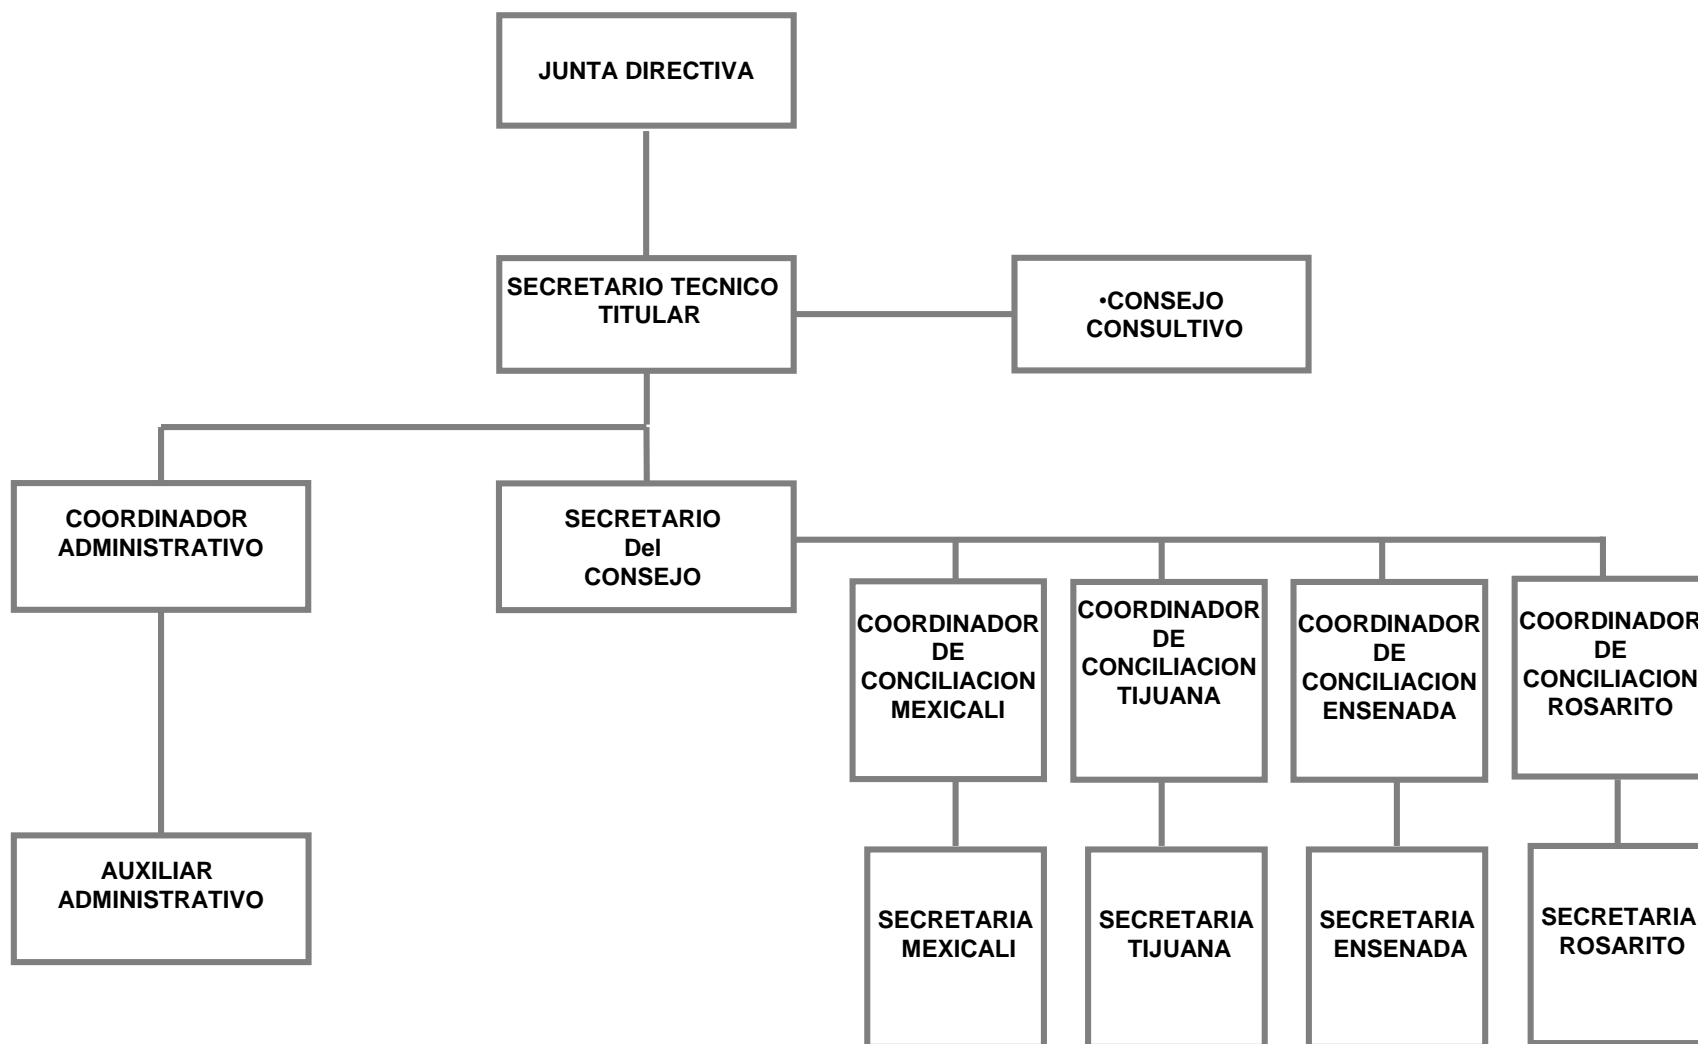 JUNTA DIRECTIVA
SECRETARIO TECNICO
TITULAR
•CONSEJO
CONSULTIVO
COORDINADOR
ADMINISTRATIVO
SECRETARIO
Del
CONSEJO
COORDINADOR
DE
CONCILIACION
MEXICALI
COORDINADOR
DE
CONCILIACION
TIJUANA
COORDINADOR
DE
CONCILIACION
ENSENADA
COORDINADOR
DE
CONCILIACION
ROSARITO
AUXILIAR
ADMINISTRATIVO
SECRETARIA
MEXICALI
SECRETARIA
TIJUANA
SECRETARIA
ENSENADA
SECRETARIA
ROSARITO